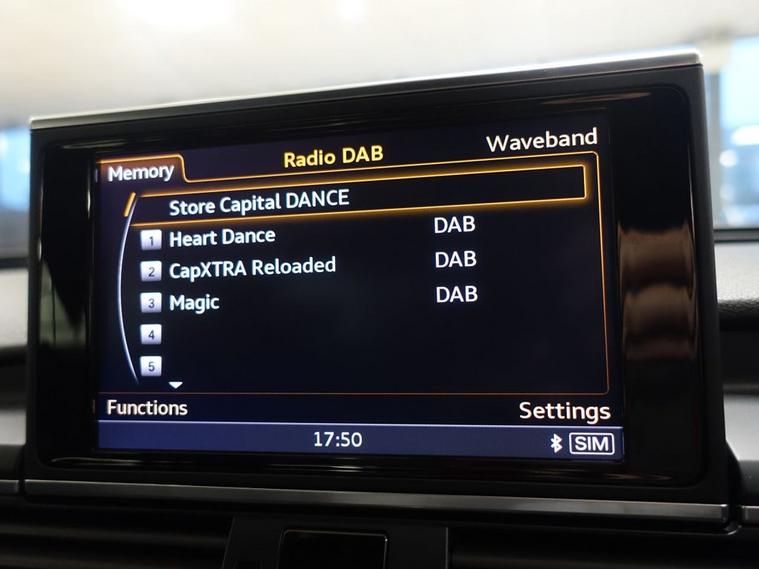 Memory Radio DAB Waveband
Store Capital DANCE
1 Heart Dance DAB
2 CapXTRA Reloaded DAB
3 Magic DAB
4
5
Functions Settings
17:50 SIM